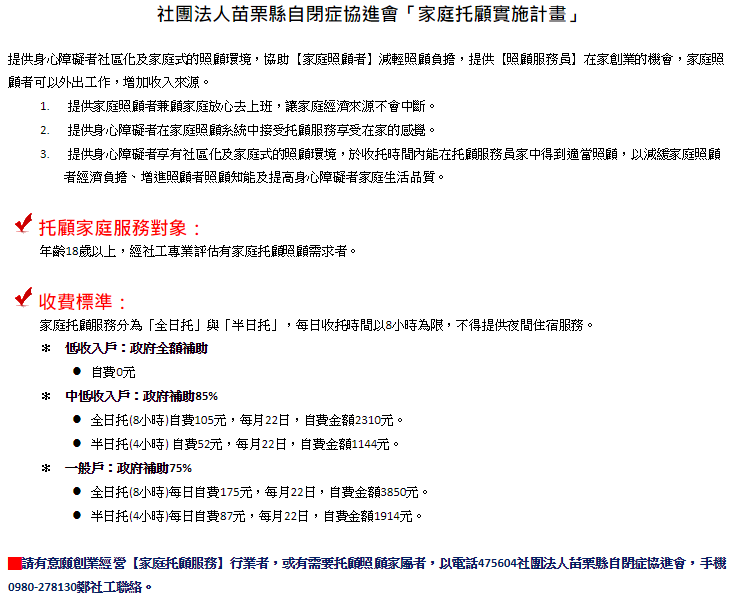 社團法人苗栗縣自閉症協進會「家庭托顧實施計畫」
提供身心障礙者社區化及家庭式的照顧環境，協助【家庭照顧者】減輕照顧負擔，提供【照顧服務員】在家創業的機會，家庭照
顧者可以外出工作，增加收入來源。
1. 提供家庭照顧者兼顧家庭放心去上班，讓家庭經濟來源不會中斷。
2. 提供身心障礙者在家庭照顧系統中接受托顧服務享受在家的感覺。
3. 提供身心障礙者享有社區化及家庭式的照顧環境，於收托時間內能在托顧服務員家中得到適當照顧，以減緩家庭照顧
者經濟負擔、增進照顧者照顧知能及提高身心障礙者家庭生活品質。
托顧家庭服務對象：
年齡18歲以上，經社工專業評估有家庭托顧照顧需求者。
收費標準：
家庭托顧服務分為「全日托」與「半日托」，每日收托時間以8小時為限，不得提供夜間住宿服務。
＊ 低收入戶：政府全額補助
● 自費0元
＊ 中低收入戶：政府補助85%
● 全日托(8小時)自費105元，每月22日，自費金額2310元。
● 半日托(4小時) 自費52元，每月22日，自費金額1144元。
＊ 一般戶：政府補助75%
● 全日托(8小時)每日自費175元，每月22日，自費金額3850元。
● 半日托(4小時)每日自費87元，每月22日，自費金額1914元。
請有意願創業經營【家庭托顧服務】行業者，或有需要托顧照顧家屬者，以電話475604社團法人苗栗縣自閉症協進會，手機
0980-278130鄭社工聯絡。